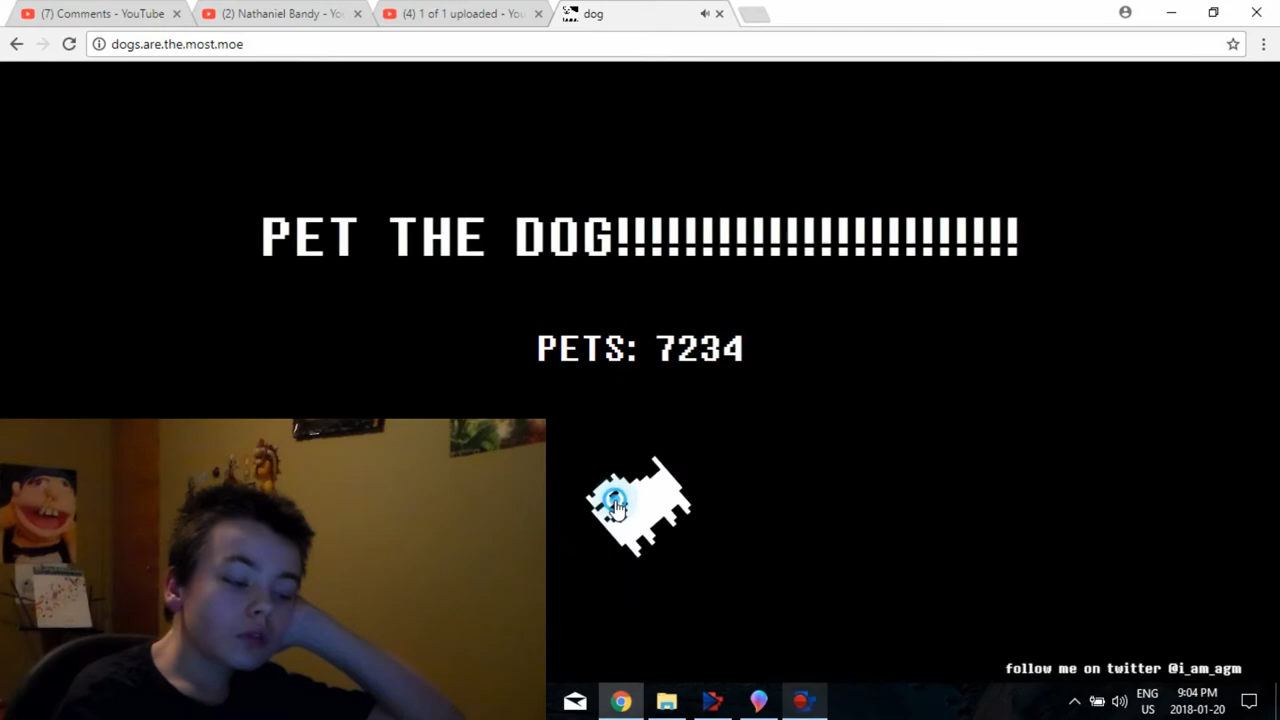 (7) Comments - YouTube
(2) Nathaniel Bandy - Yo
(4) 1 of 1 uploaded - You
dog
dogs.are.the.most.moe
PET THE DOG!!!!!!!!!!!!!!!!!!!!!!!!
PETS: 7234
follow me on twitter @i_am_agm
ENG
US
9:04 PM
2018-01-20